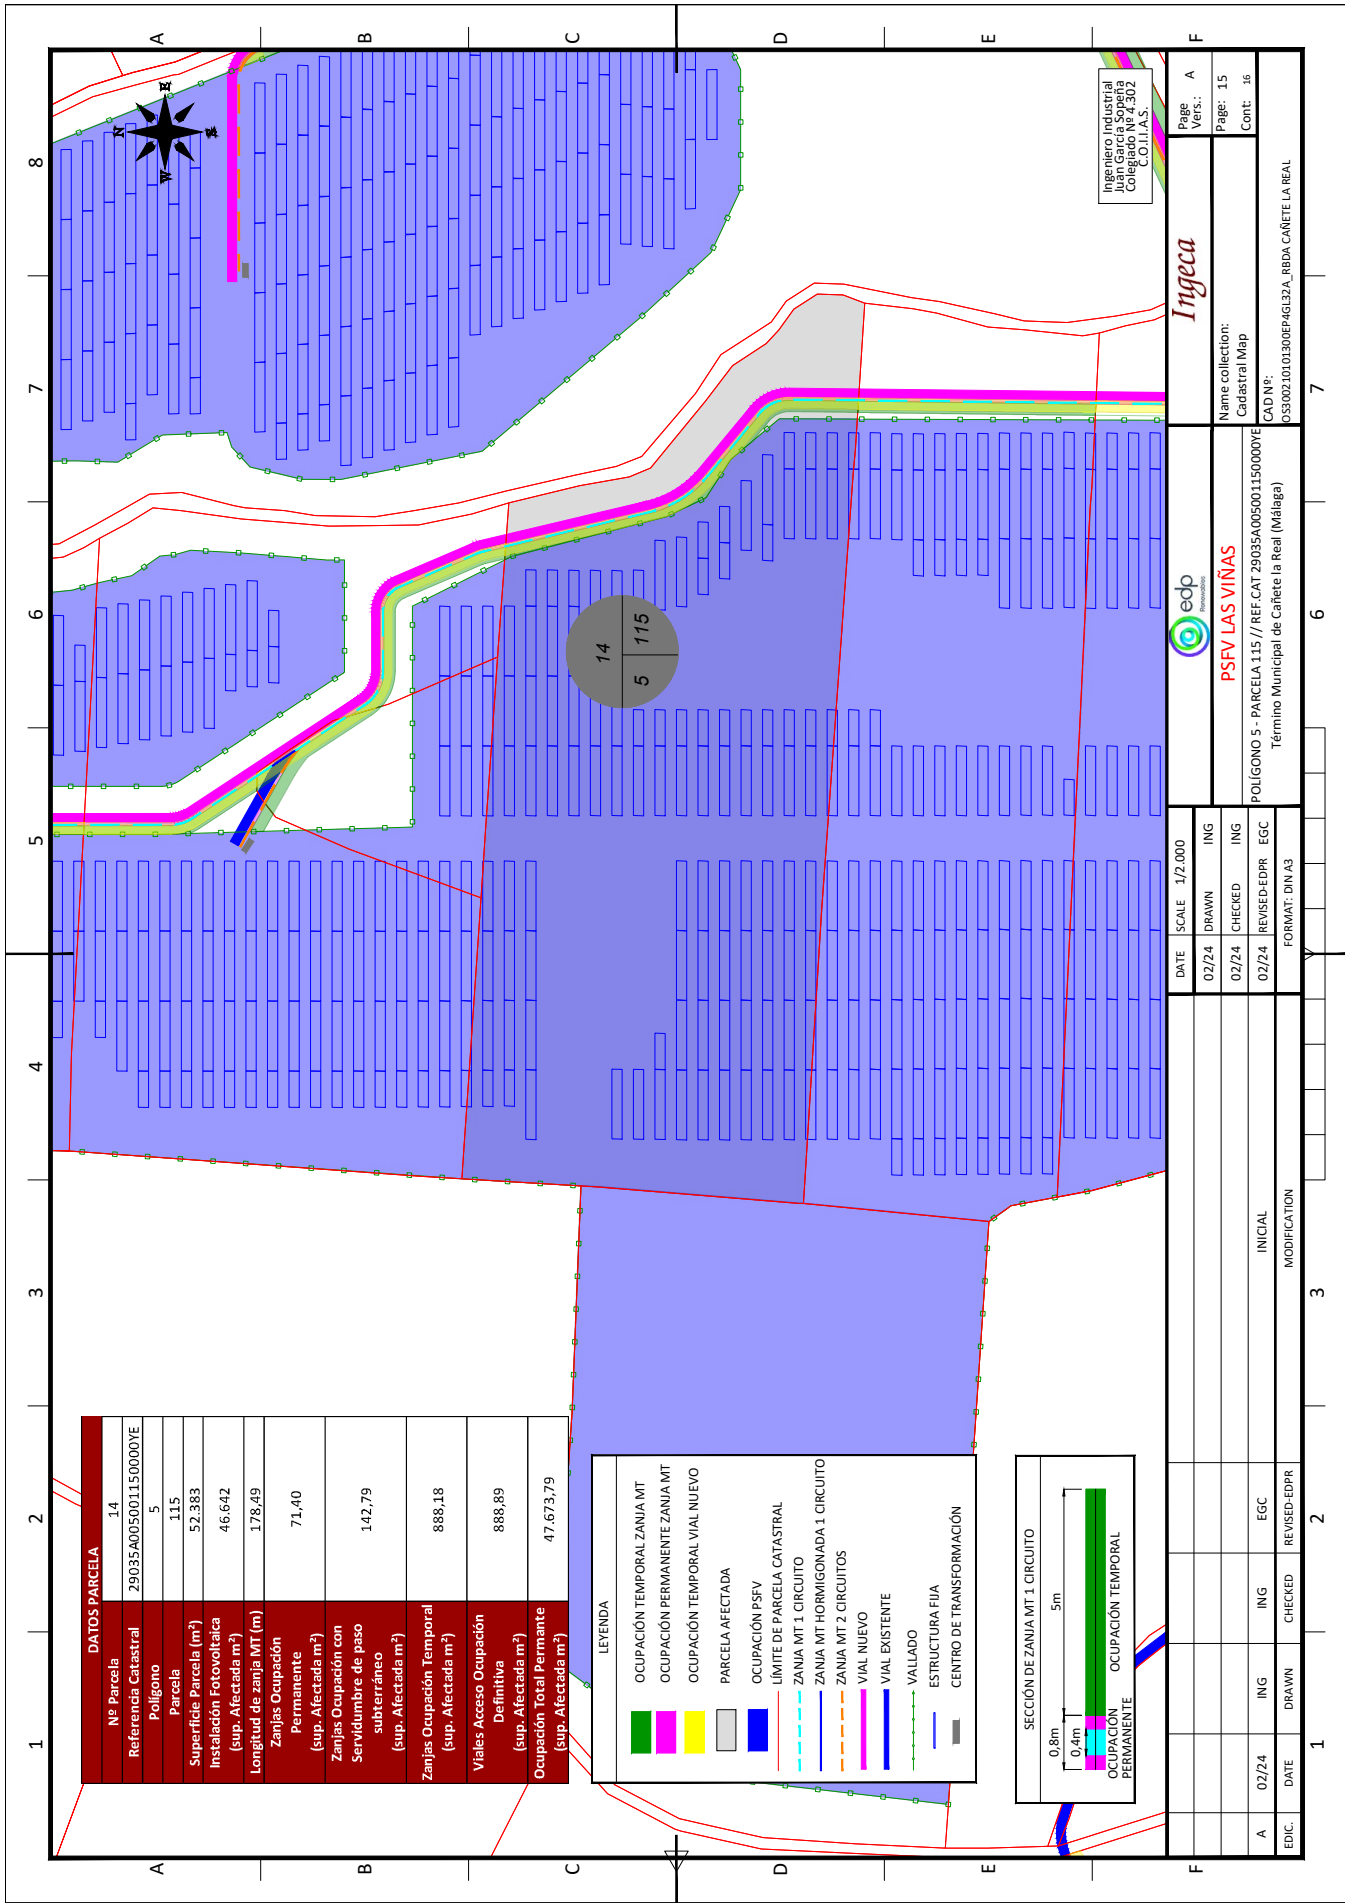 1 2 3 4 5 6 7 8
A
B
C
D
E
F
A
B
C
D
E
F
1 2 3 4 5 6 7
N
E
W
DATOS PARCELA
Nº Parcela 14
Referencia Catastral 29035A005001150000YE
Polígono 5
Parcela 115
Superficie Parcela (m²) 52.383
Instalación Fotovoltaica
(sup. Afectada m²) 46.642
Longitud de zanja MT (m) 178,49
Zanjas Ocupación
Permanente
(sup. Afectada m²) 71,40
Zanjas Ocupación con
Servidumbre de paso
subterráneo
(sup. Afectada m²) 142,79
Zanjas Ocupación Temporal
(sup. Afectada m²) 888,18
Viales Acceso Ocupación
Definitiva
(sup. Afectada m²) 888,89
Ocupación Total Permante
(sup. Afectada m²) 47.673,79
14
5 115
LEYENDA
OCUPACIÓN TEMPORAL ZANJA MT
OCUPACIÓN PERMANENTE ZANJA MT
OCUPACIÓN TEMPORAL VIAL NUEVO
PARCELA AFECTADA
OCUPACIÓN PSFV
LÍMITE DE PARCELA CATASTRAL
ZANJA MT 1 CIRCUITO
ZANJA MT HORMIGONADA 1 CIRCUITO
ZANJA MT 2 CIRCUITOS
VIAL NUEVO
VIAL EXISTENTE
VALLADO
ESTRUCTURA FIJA
CENTRO DE TRANSFORMACIÓN
SECCIÓN DE ZANJA MT 1 CIRCUITO
0,8m
0,4m
5m
OCUPACIÓN
PERMANENTE
OCUPACIÓN TEMPORAL
Ingeniero Industrial
Juan García Sopeña
Colegiado Nº 4.302
C.O.I.I.A.S.
A 02/24 ING ING EGC INICIAL
EDIC. DATE DRAWN CHECKED REVISED-EDPR MODIFICATION
DATE SCALE 1/2.000
02/24 DRAWN ING
02/24 CHECKED ING
02/24 REVISED-EDPR EGC
FORMAT: DIN A3
edp
Renewables
PSFV LAS VIÑAS
POLÍGONO 5 - PARCELA 115 // REF.CAT 29035A005001150000YE
Término Municipal de Cañete la Real (Málaga)
Ingeca
Name collection:
Cadastral Map
CAD Nº:
OS300210101300EP4GL32A_RBDA CAÑETE LA REAL
Page
Vers.: A
Page: 15
Cont: 16